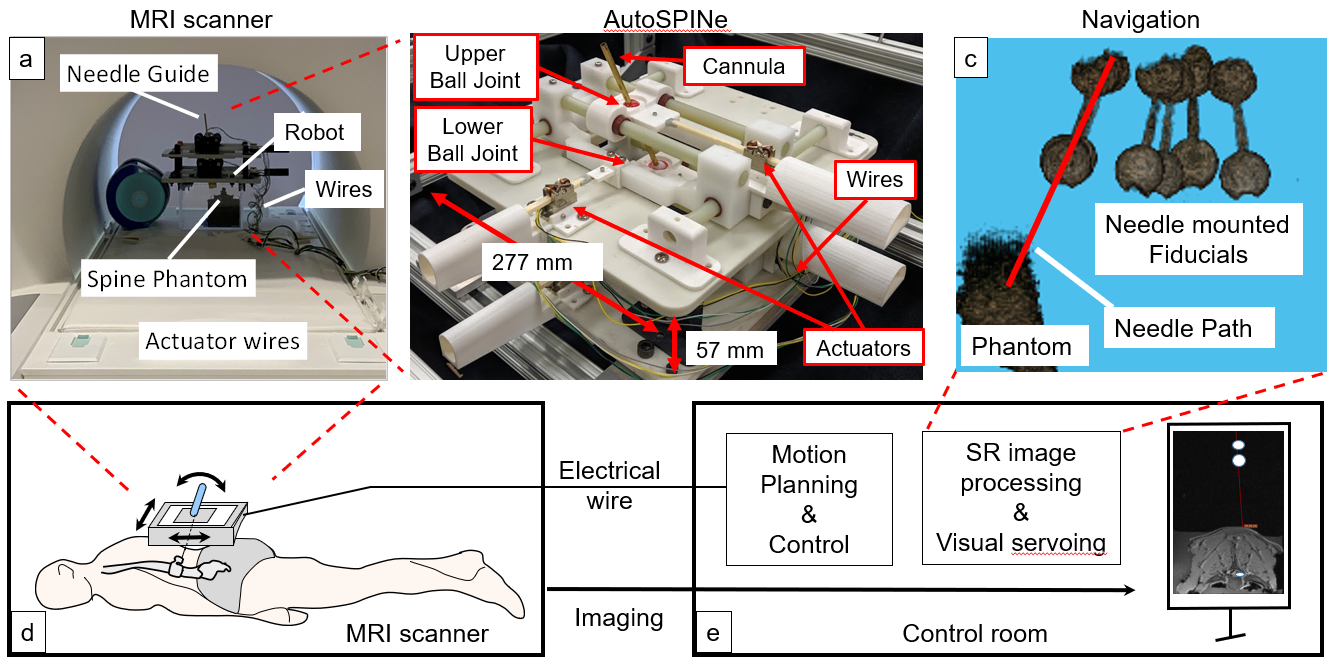 MRI scanner
AutoSPINe
Navigation
a
Needle Guide
Robot
Wires
Spine Phantom
Actuator wires
Upper
Ball Joint
Cannula
Lower
Ball Joint
Wires
277 mm
57 mm
Actuators
c
Needle mounted
Fiducials
Needle Path
Phantom
d
MRI scanner
Electrical
wire
Imaging
e
Motion
Planning
&
Control
SR image
processing
&
Visual servoing
Control room